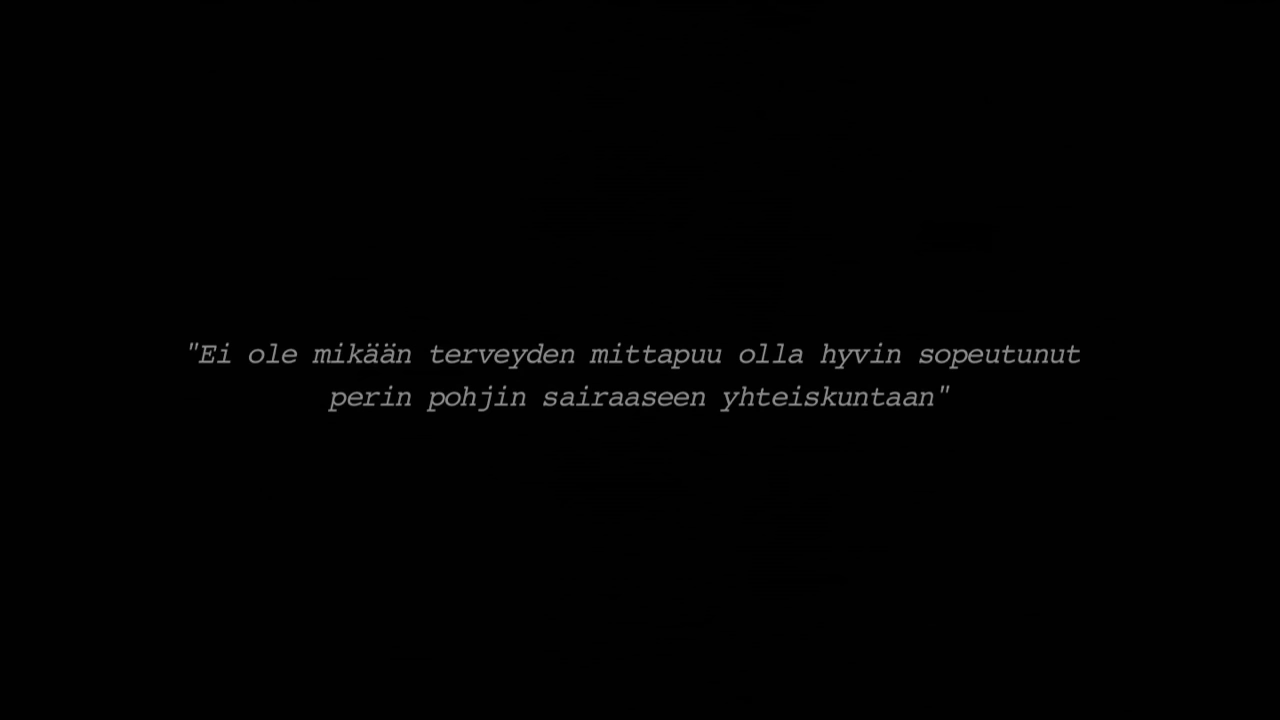 "Ei ole mikään terveyden mittapuu olla hyvin sopeutunut
perin pohjin sairaaseen yhteiskuntaan"